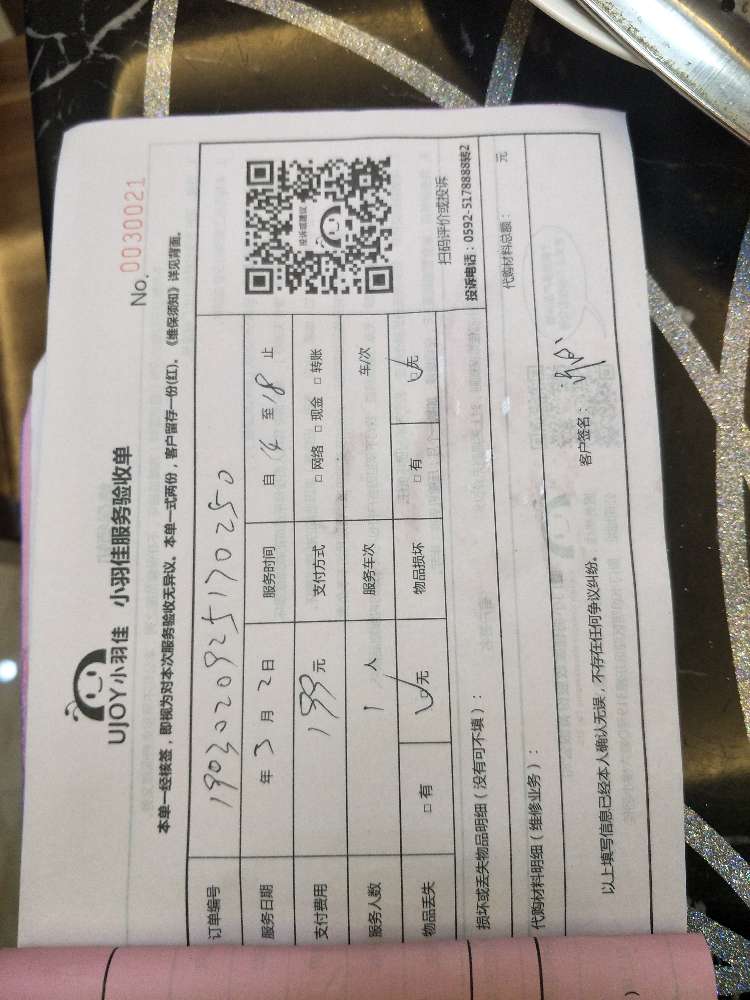 UJOY小羽佳 小羽佳服务验收单
No. 0030021
本单一经核签，即视为对本次服务验收无异议。本单一式两份，客户留存一份(红)。《维保须知》详见背面。
订单编号 1903020925170250
服务日期 年 3 月 2 日 服务时间 自 14 至 18 止
支付费用 199 元 支付方式 □ 网络 □ 现金 □ 转账
服务人数 1 人 服务车次 车/次
物品丢失 □ 有 □ 无 物品损坏 □ 有 □ 无
投诉或建议
扫码评价或投诉
投诉电话：0592-5178888转2
损坏或丢失物品明细（没有可不填）：
代购材料明细（维修业务）： 代购材料总额： 元
以上填写信息已经本人确认无误，不存在任何争议纠纷。 客户签名：